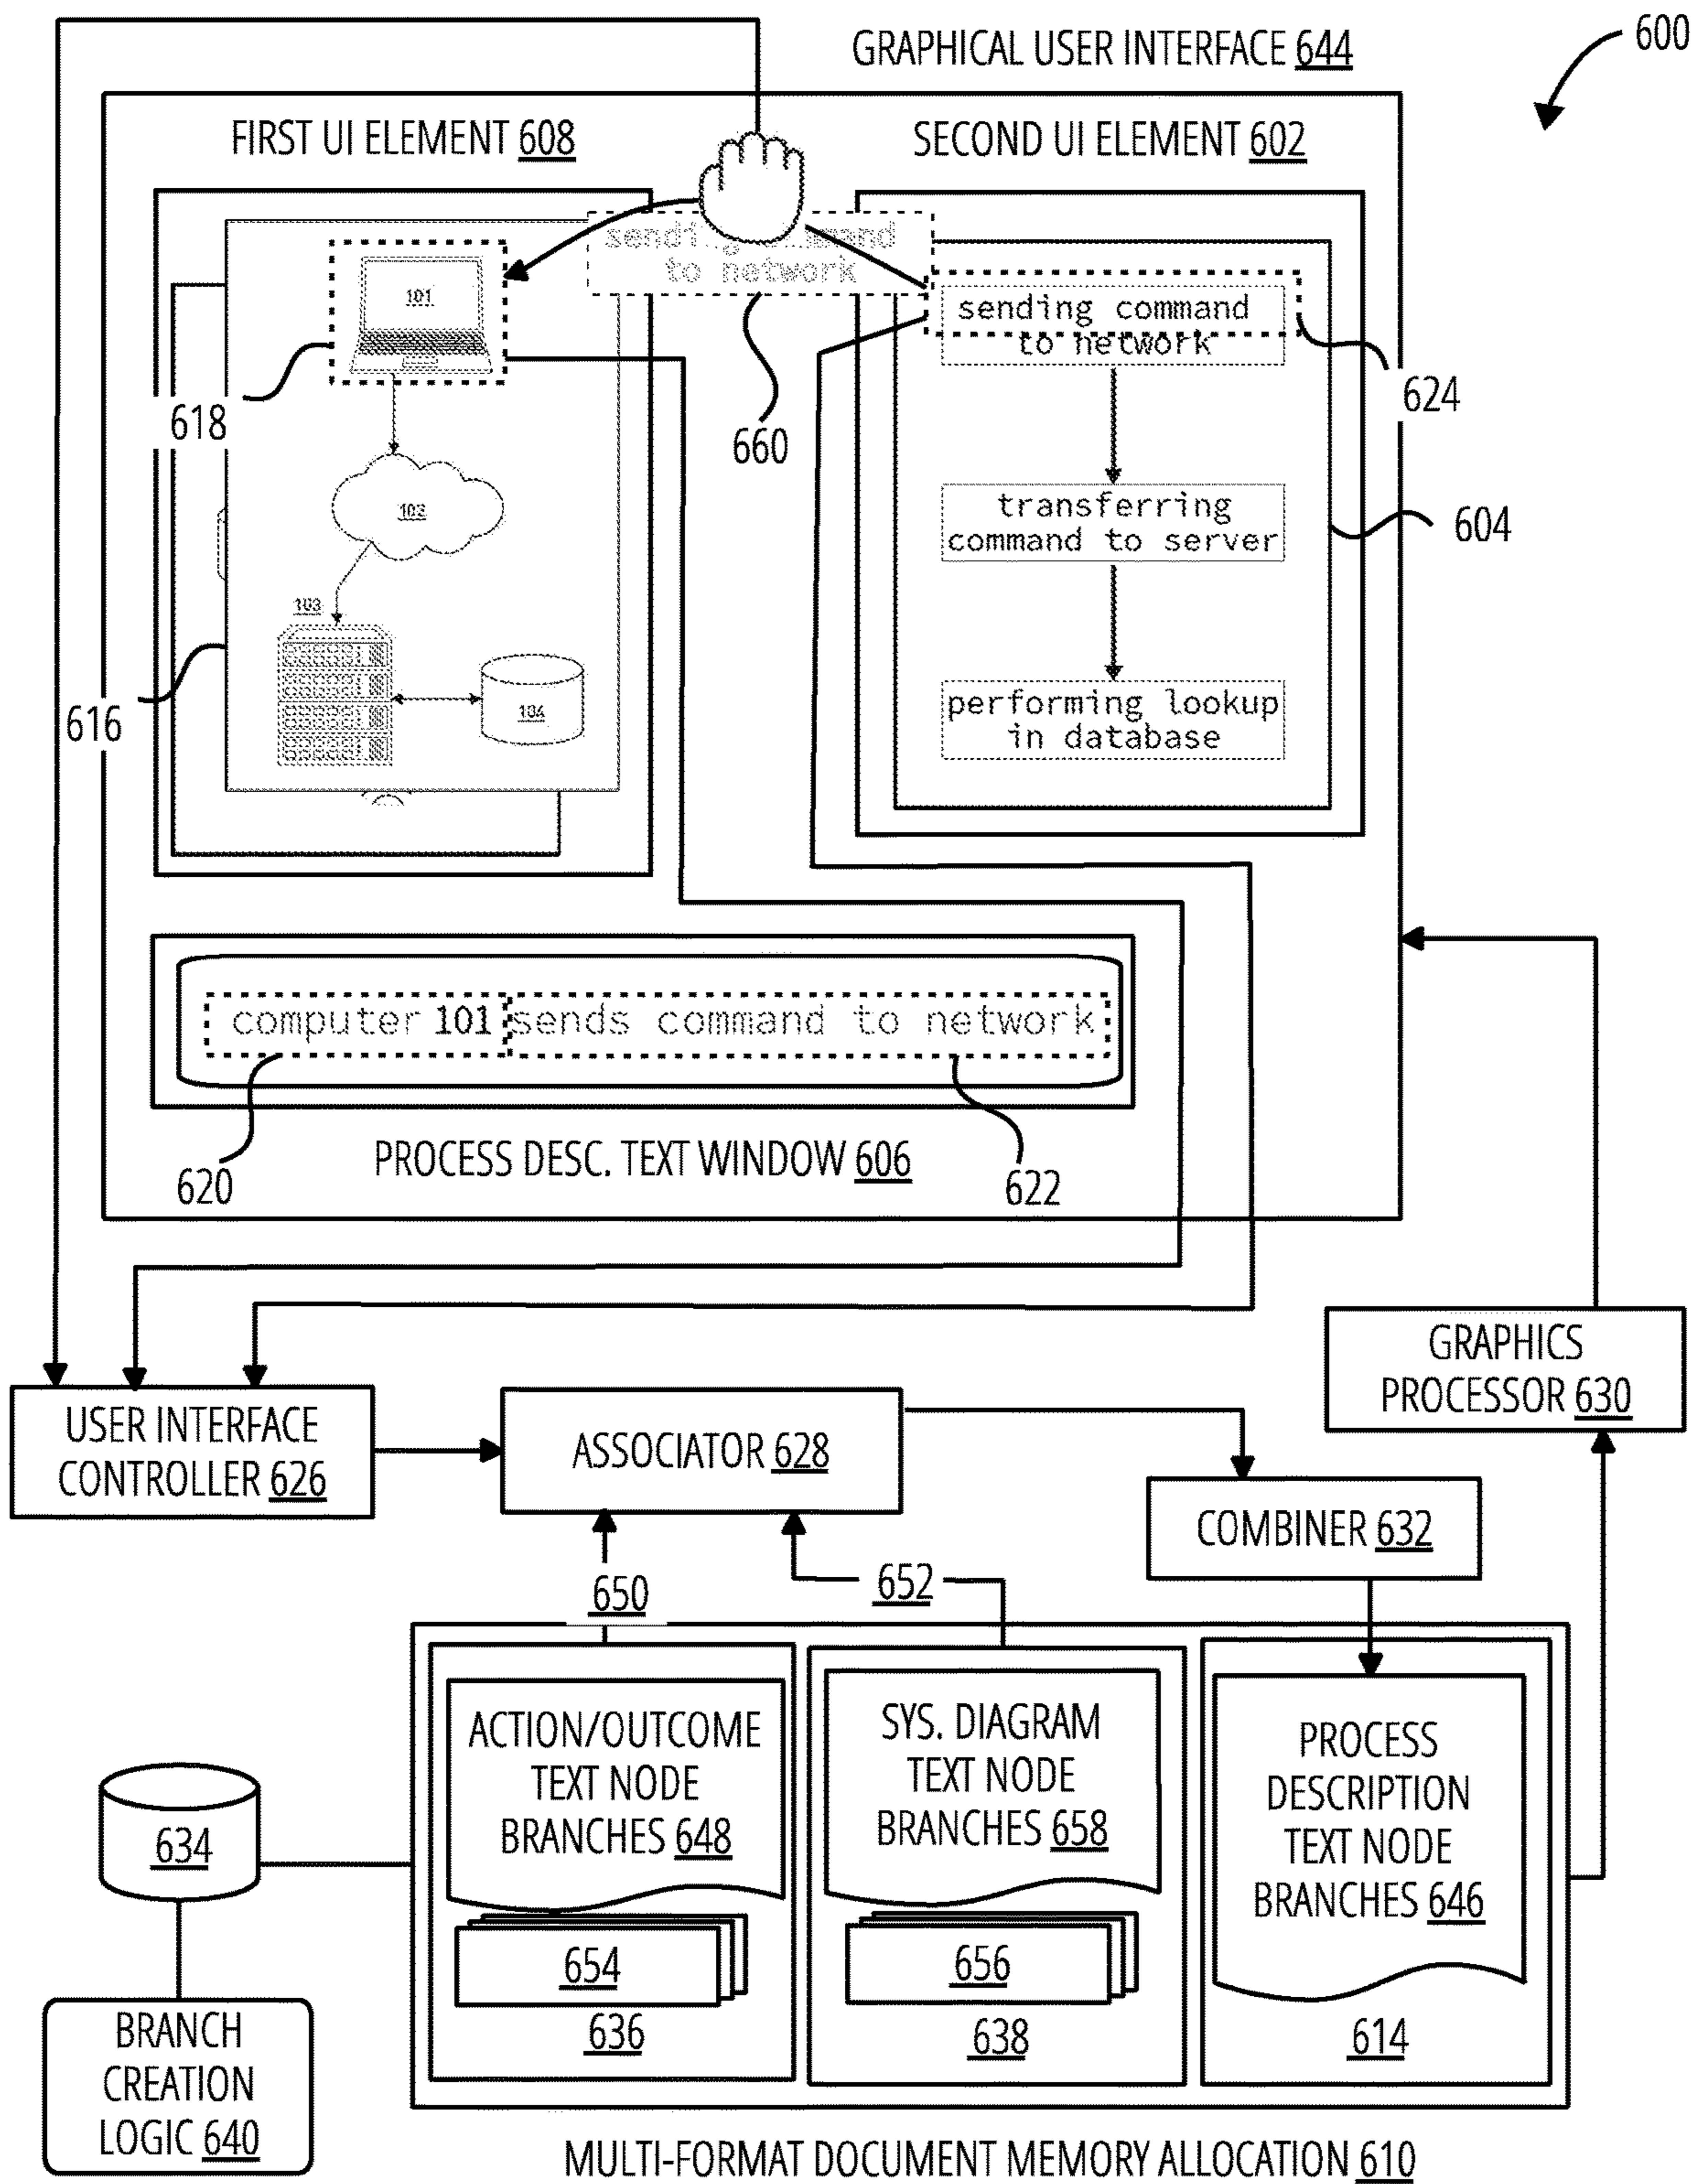 600
GRAPHICAL USER INTERFACE 644
FIRST UI ELEMENT 608
SECOND UI ELEMENT 602
sending command
to network
101
sending command
to network
618
660
624
102
transferring
command to server
604
103
616
104
performing lookup
in database
computer 101 sends command to network
620
PROCESS DESC. TEXT WINDOW 606
622
GRAPHICS
PROCESSOR 630
USER INTERFACE
CONTROLLER 626
ASSOCIATOR 628
COMBINER 632
650
652
ACTION/OUTCOME
TEXT NODE
BRANCHES 648
SYS. DIAGRAM
TEXT NODE
BRANCHES 658
PROCESS
DESCRIPTION
TEXT NODE
BRANCHES 646
634
654
656
636
638
614
BRANCH
CREATION
LOGIC 640
MULTI-FORMAT DOCUMENT MEMORY ALLOCATION 610